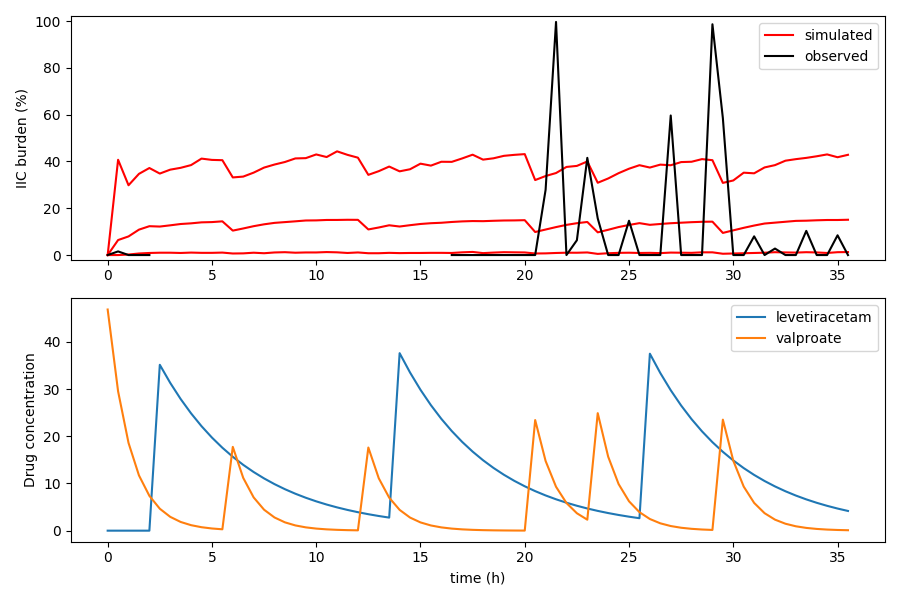 100
80
60
40
20
0
IIC burden (%)
simulated
observed
0 5 10 15 20 25 30 35
40
30
20
10
0
Drug concentration
levetiracetam
valproate
0 5 10 15 20 25 30 35
time (h)